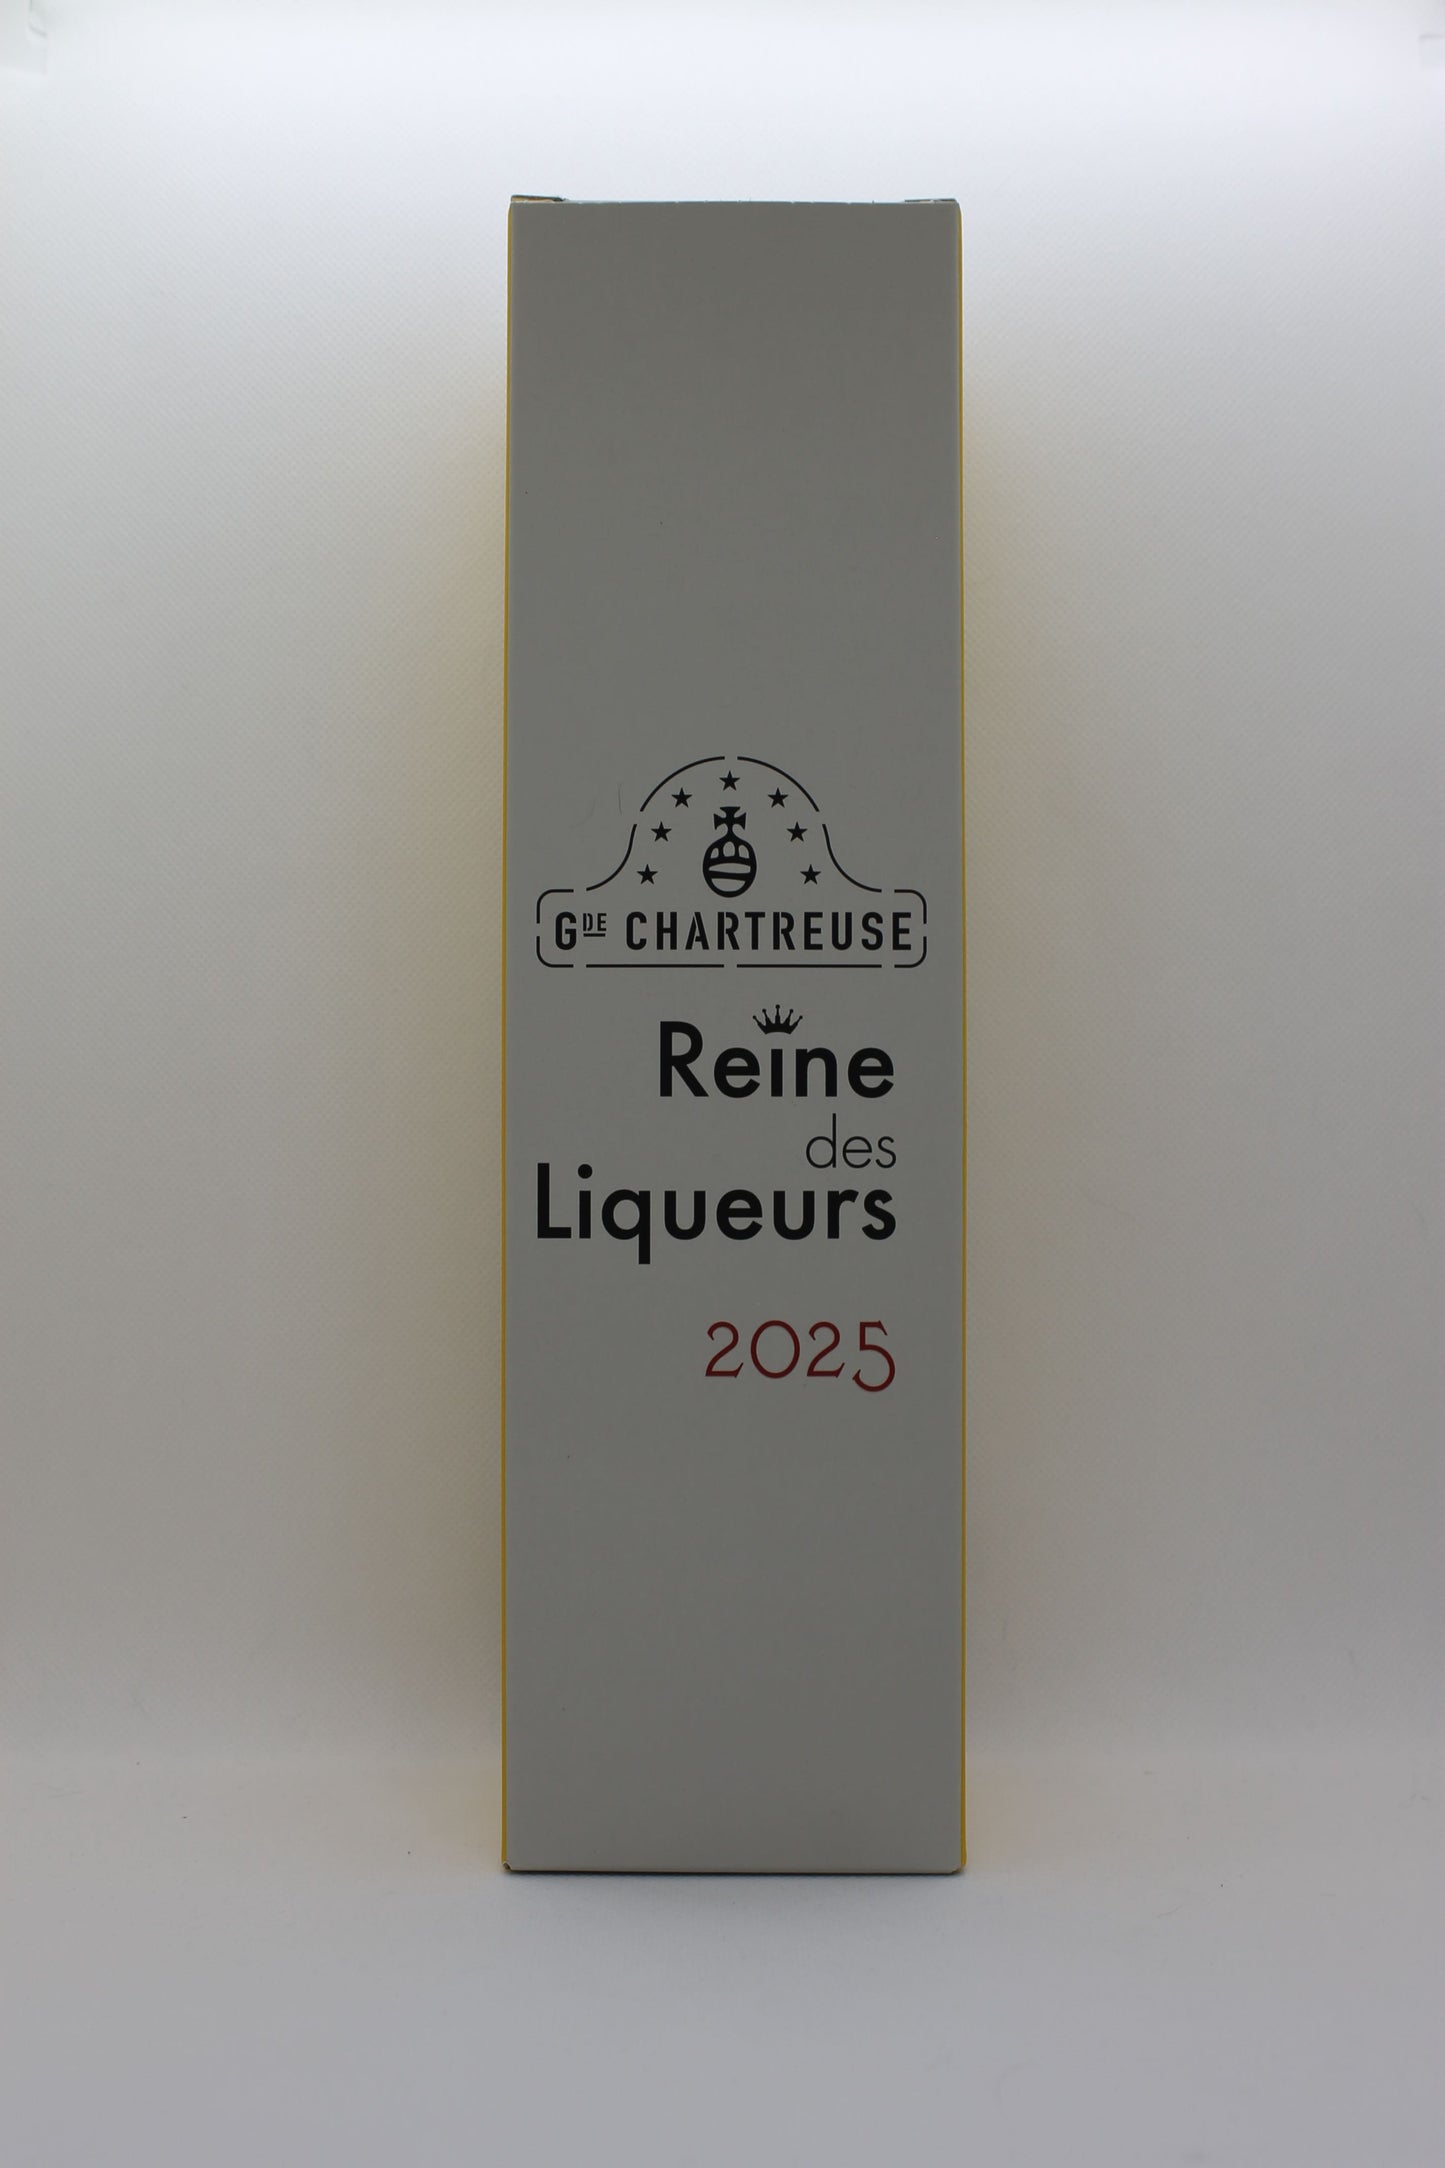 Gᴰᴱ CHARTREUSE
Reine
des
Liqueurs
2025